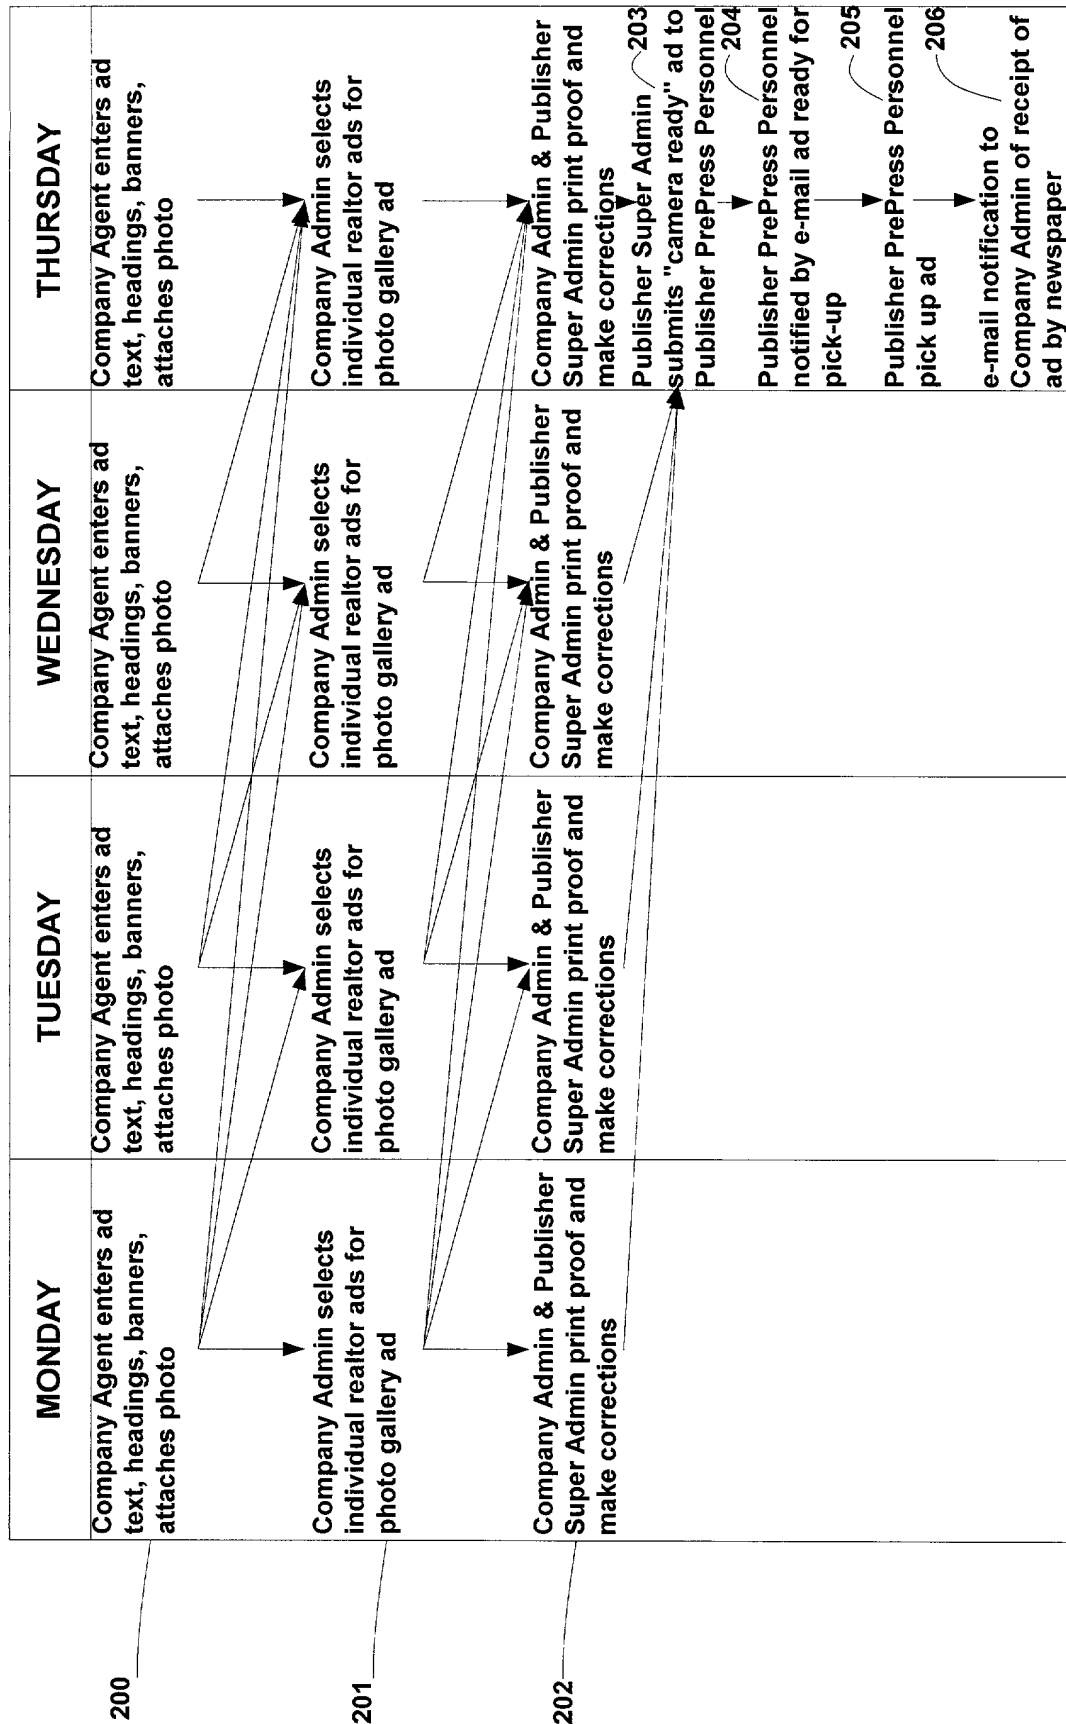 MONDAY
Company Agent enters ad
text, headings, banners,
attaches photo
Company Admin selects
individual realtor ads for
photo gallery ad
Company Admin & Publisher
Super Admin print proof and
make corrections
TUESDAY
Company Agent enters ad
text, headings, banners,
attaches photo
Company Admin selects
individual realtor ads for
photo gallery ad
Company Admin & Publisher
Super Admin print proof and
make corrections
WEDNESDAY
Company Agent enters ad
text, headings, banners,
attaches photo
Company Admin selects
individual realtor ads for
photo gallery ad
Company Admin & Publisher
Super Admin print proof and
make corrections
THURSDAY
Company Agent enters ad
text, headings, banners,
attaches photo
Company Admin selects
individual realtor ads for
photo gallery ad
Company Admin & Publisher
Super Admin print proof and
make corrections
Publisher Super Admin
submits "camera ready" ad to
Publisher PrePress Personnel
Publisher PrePress Personnel
notified by e-mail ad ready for
pick-up
Publisher PrePress Personnel
pick up ad
e-mail notification to
Company Admin of receipt of
ad by newspaper
200
201
202
203
204
205
206